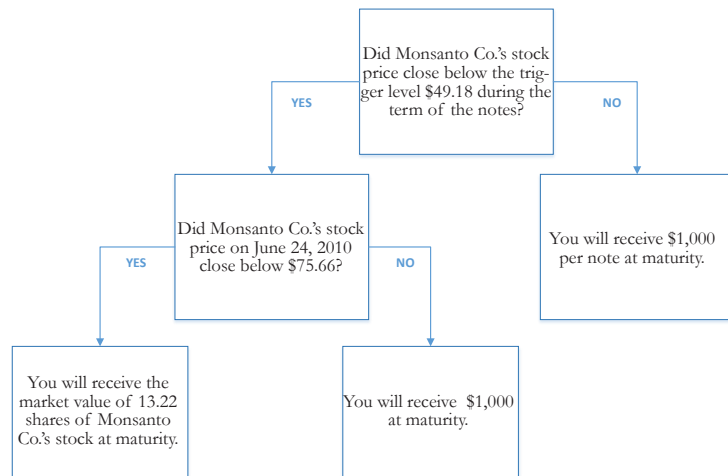 Did Monsanto Co.'s stock
price close below the trig-
ger level $49.18 during the
term of the notes?
YES
NO
Did Monsanto Co.'s stock
price on June 24, 2010
close below $75.66?
You will receive $1,000
per note at maturity.
YES
NO
You will receive the
market value of 13.22
shares of Monsanto
Co.'s stock at maturity.
You will receive $1,000
at maturity.